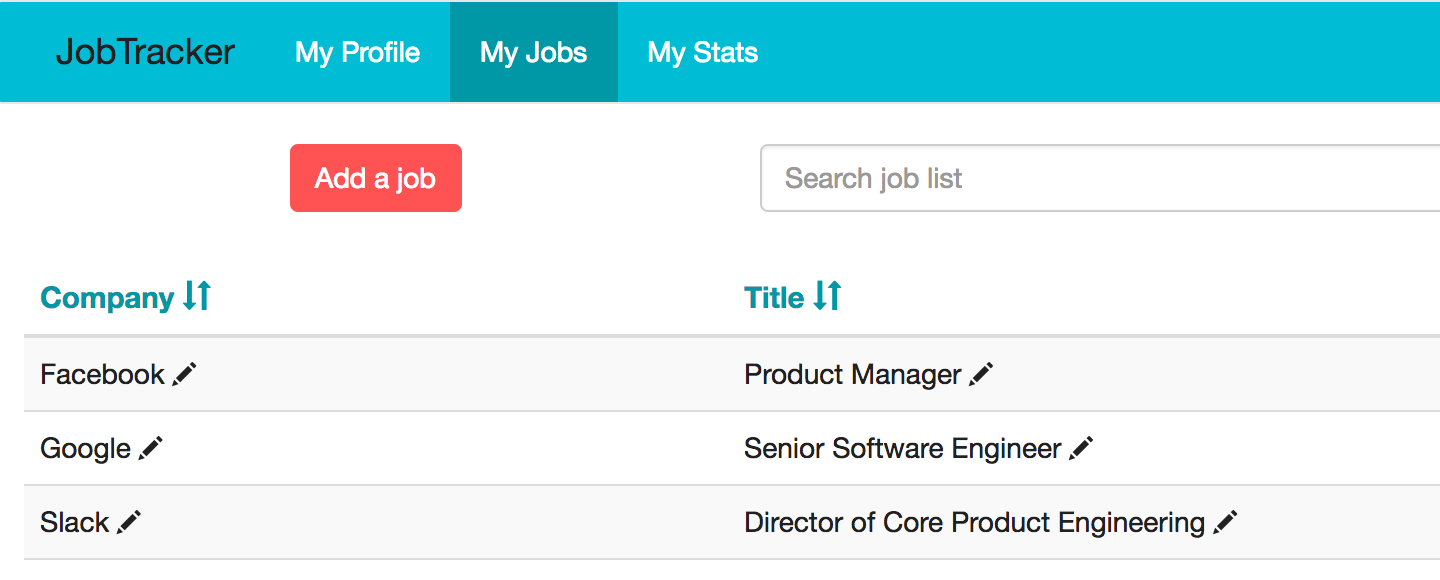 JobTracker My Profile My Jobs My Stats
Add a job Search job list
Company Title
Facebook Product Manager
Google Senior Software Engineer
Slack Director of Core Product Engineering